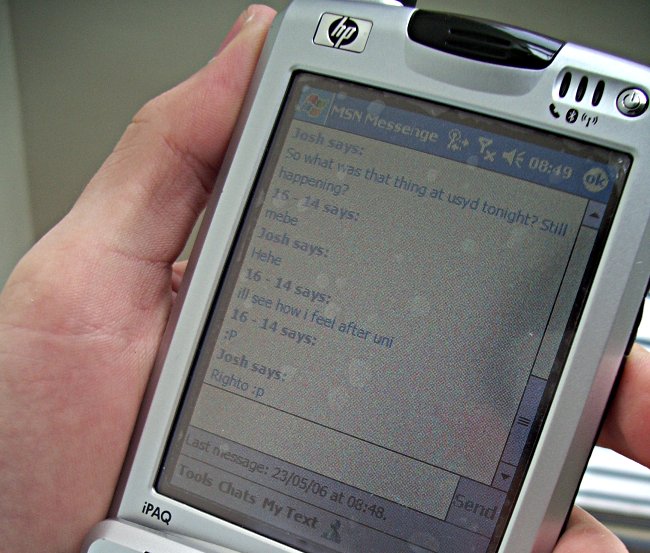 hp
MSN Messenge 08:49 ok
Josh says:
So what was that thing at usyd tonight? Still
happening?
16 - 14 says:
mebe
Josh says:
Hehe
16 - 14 says:
ill see how i feel after uni
16 - 14 says:
:P
Josh says:
Righto :p
Last message: 23/05/06 at 08:48.
Send
Tools Chats My Text
iPAQ